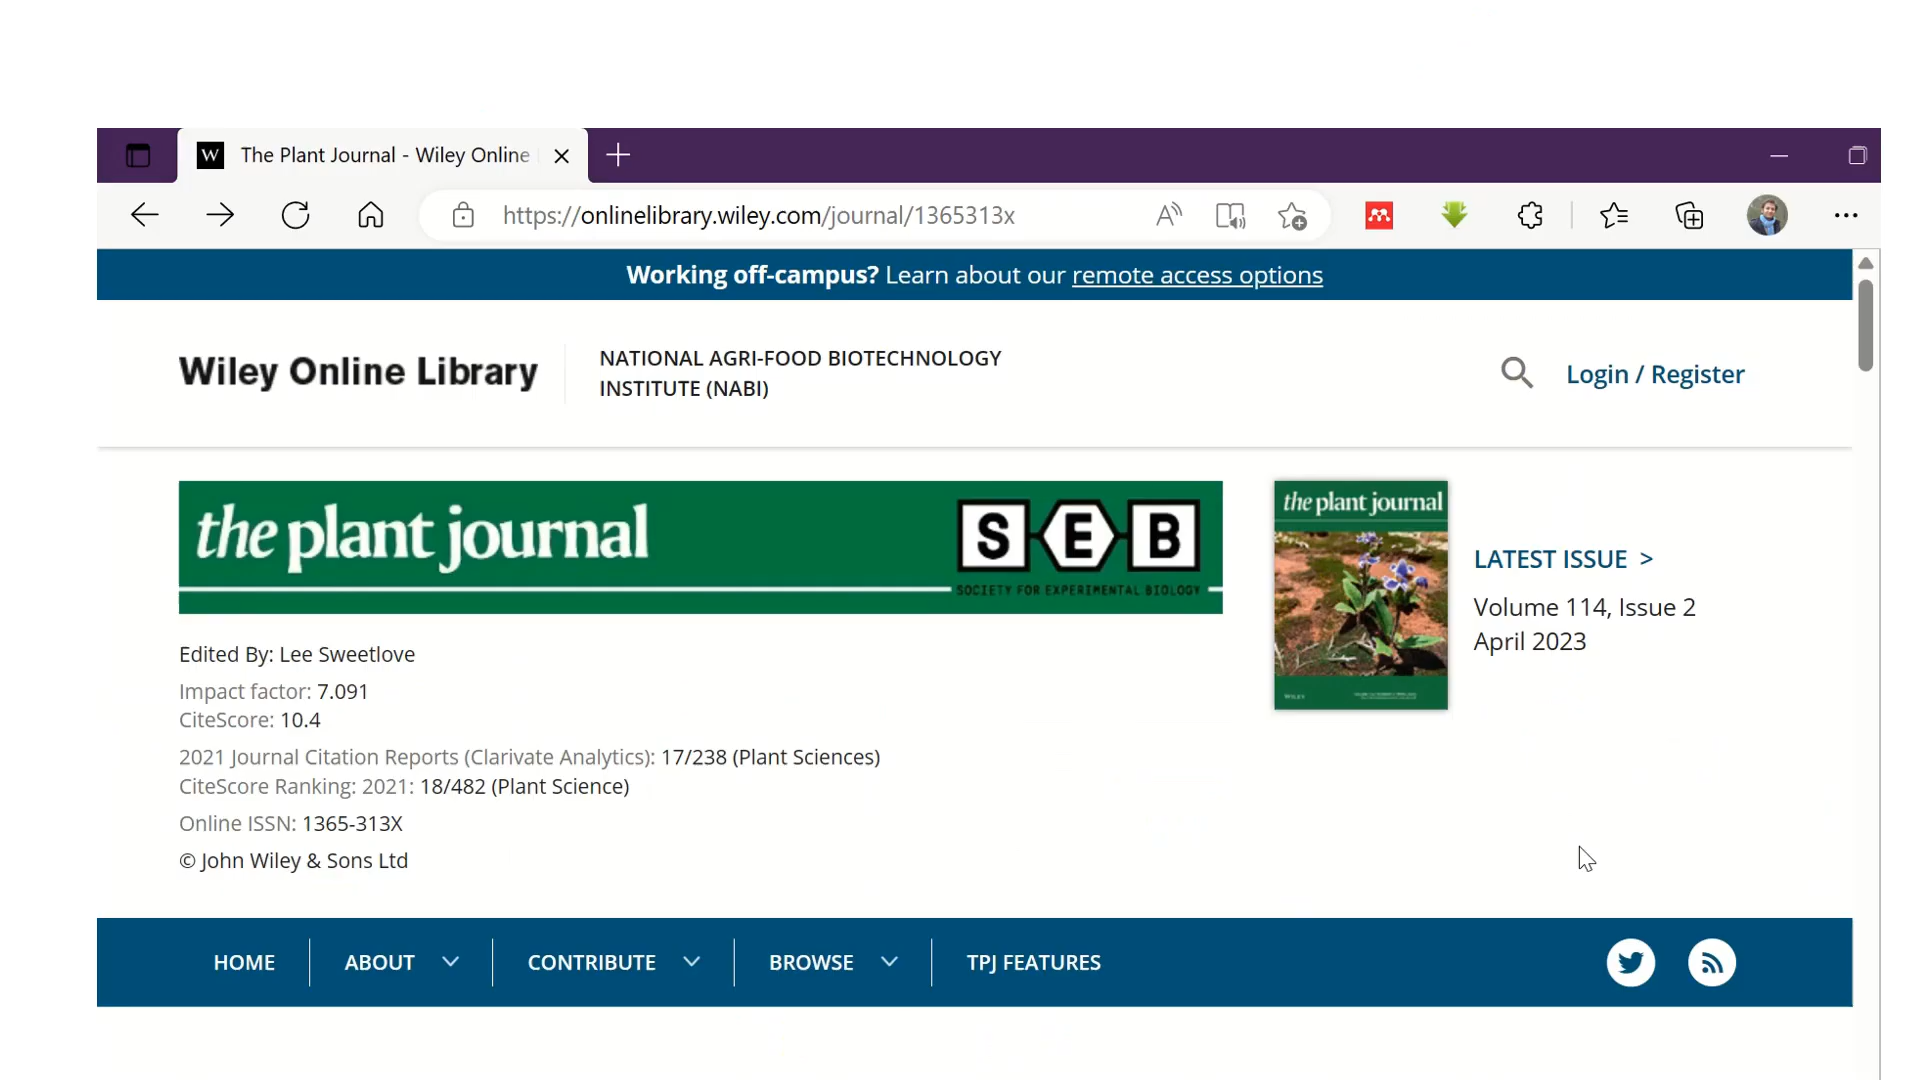 W The Plant Journal - Wiley Online
https://onlinelibrary.wiley.com/journal/1365313x
Working off-campus? Learn about our remote access options
Wiley Online Library
NATIONAL AGRI-FOOD BIOTECHNOLOGY
INSTITUTE (NABI)
Login / Register
the plant journal
S E B
SOCIETY FOR EXPERIMENTAL BIOLOGY
the plant journal
WILEY
LATEST ISSUE >
Volume 114, Issue 2
April 2023
Edited By: Lee Sweetlove
Impact factor: 7.091
CiteScore: 10.4
2021 Journal Citation Reports (Clarivate Analytics): 17/238 (Plant Sciences)
CiteScore Ranking: 2021: 18/482 (Plant Science)
Online ISSN: 1365-313X
© John Wiley & Sons Ltd
HOME
ABOUT
CONTRIBUTE
BROWSE
TPJ FEATURES